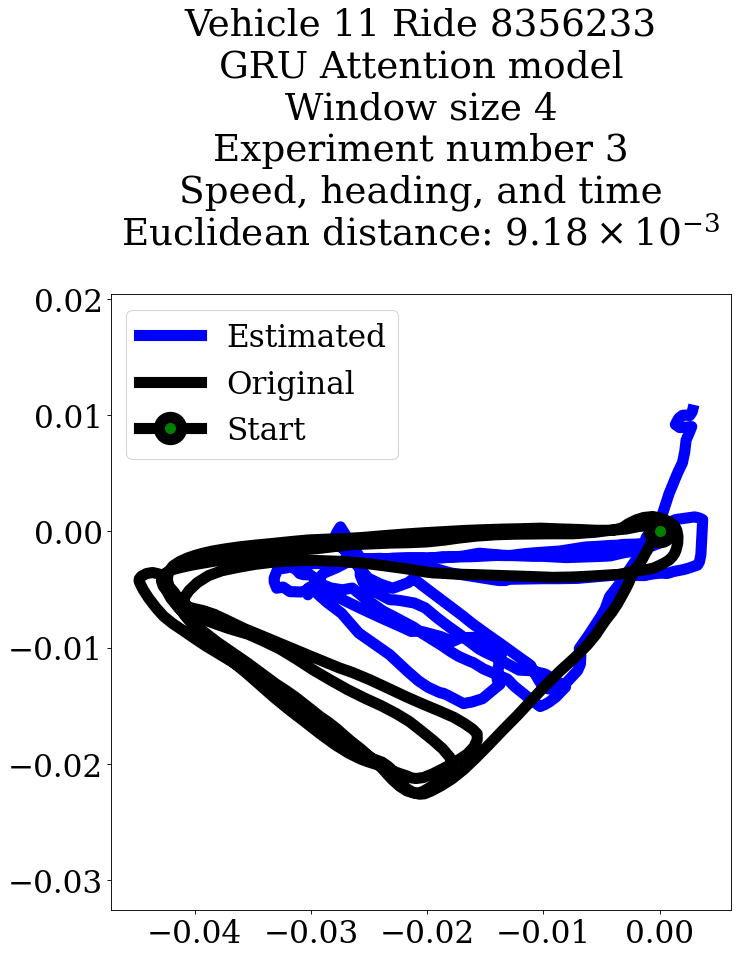 Vehicle 11 Ride 8356233
GRU Attention model
Window size 4
Experiment number 3
Speed, heading, and time
Euclidean distance: 9.18 × 10⁻³
0.02
0.01
0.00
−0.01
−0.02
−0.03
Estimated
Original
Start
−0.04 −0.03 −0.02 −0.01 0.00